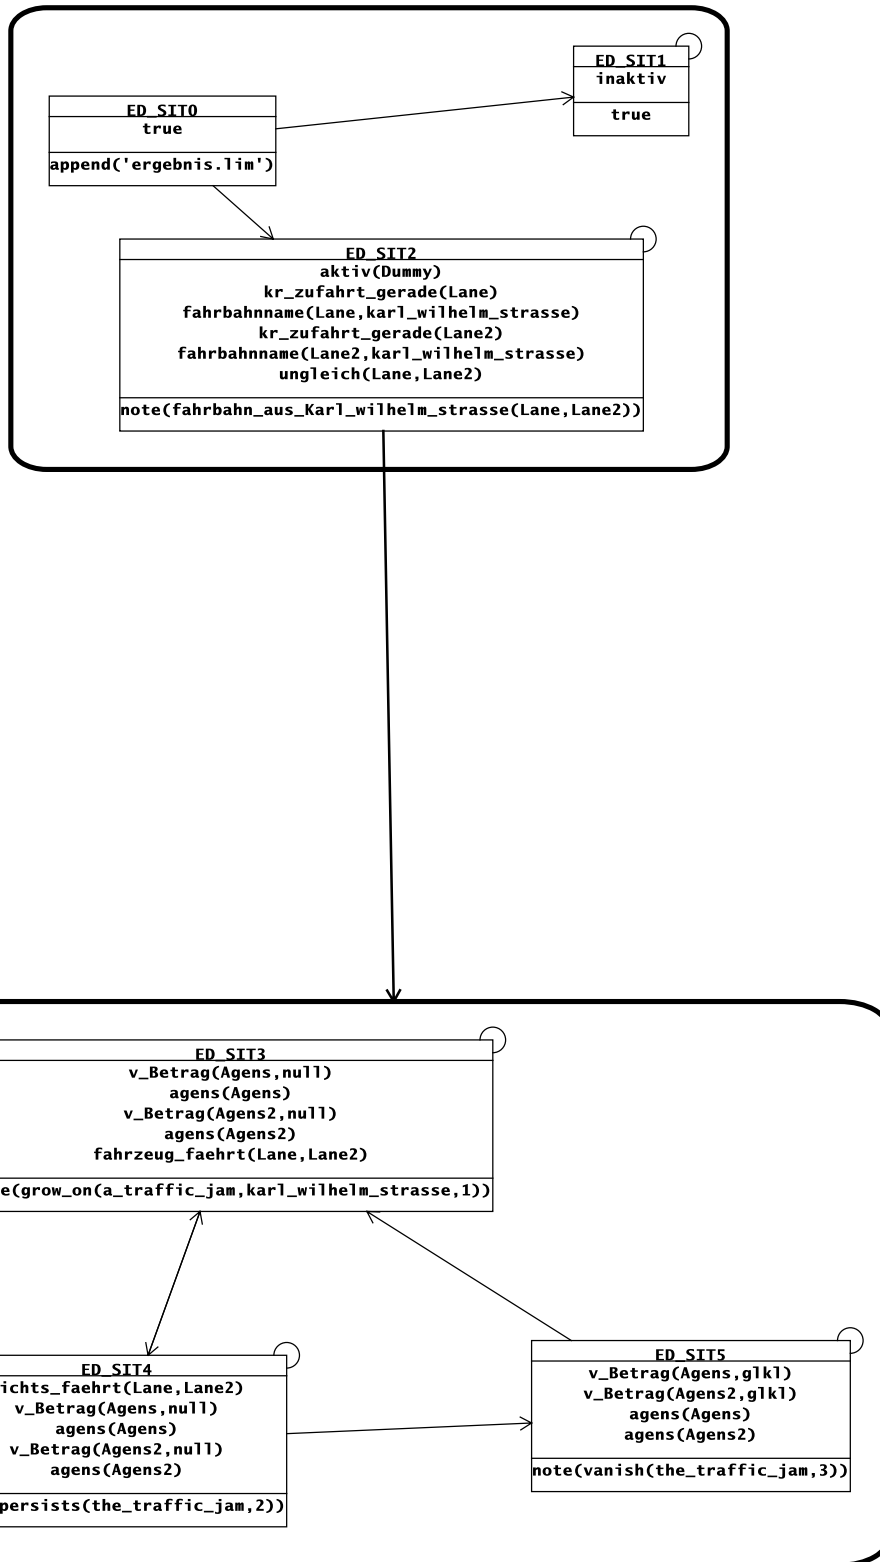 ED_SIT0
true
append('ergebnis.lim')
ED_SIT1
inaktiv
true
ED_SIT2
aktiv(Dummy)
kr_zufahrt_gerade(Lane)
fahrbahnname(Lane,karl_wilhelm_strasse)
kr_zufahrt_gerade(Lane2)
fahrbahnname(Lane2,karl_wilhelm_strasse)
ungleich(Lane,Lane2)
note(fahrbahn_aus_Karl_wilhelm_strasse(Lane,Lane2))
ED_SIT3
v_Betrag(Agens,null)
agens(Agens)
v_Betrag(Agens2,null)
agens(Agens2)
fahrzeug_faehrt(Lane,Lane2)
e(grow_on(a_traffic_jam,karl_wilhelm_strasse,1))
ED_SIT4
ichts_faehrt(Lane,Lane2)
v_Betrag(Agens,null)
agens(Agens)
v_Betrag(Agens2,null)
agens(Agens2)
persists(the_traffic_jam,2))
ED_SIT5
v_Betrag(Agens,glkl)
v_Betrag(Agens2,glkl)
agens(Agens)
agens(Agens2)
note(vanish(the_traffic_jam,3))